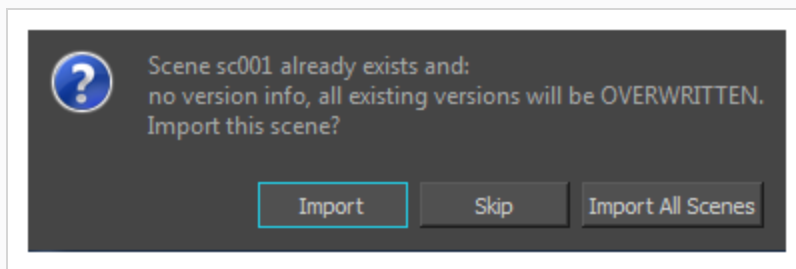 ?
Scene sc001 already exists and:
no version info, all existing versions will be OVERWRITTEN.
Import this scene?
Import Skip Import All Scenes